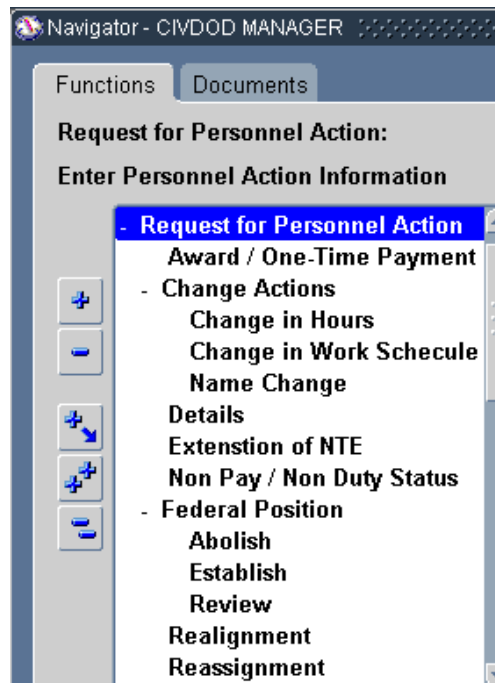 Navigator - CIVDOD MANAGER
Functions Documents
Request for Personnel Action:
Enter Personnel Action Information
- Request for Personnel Action
Award / One-Time Payment
- Change Actions
Change in Hours
Change in Work Schecule
Name Change
Details
Extenstion of NTE
Non Pay / Non Duty Status
- Federal Position
Abolish
Establish
Review
Realignment
Reassignment